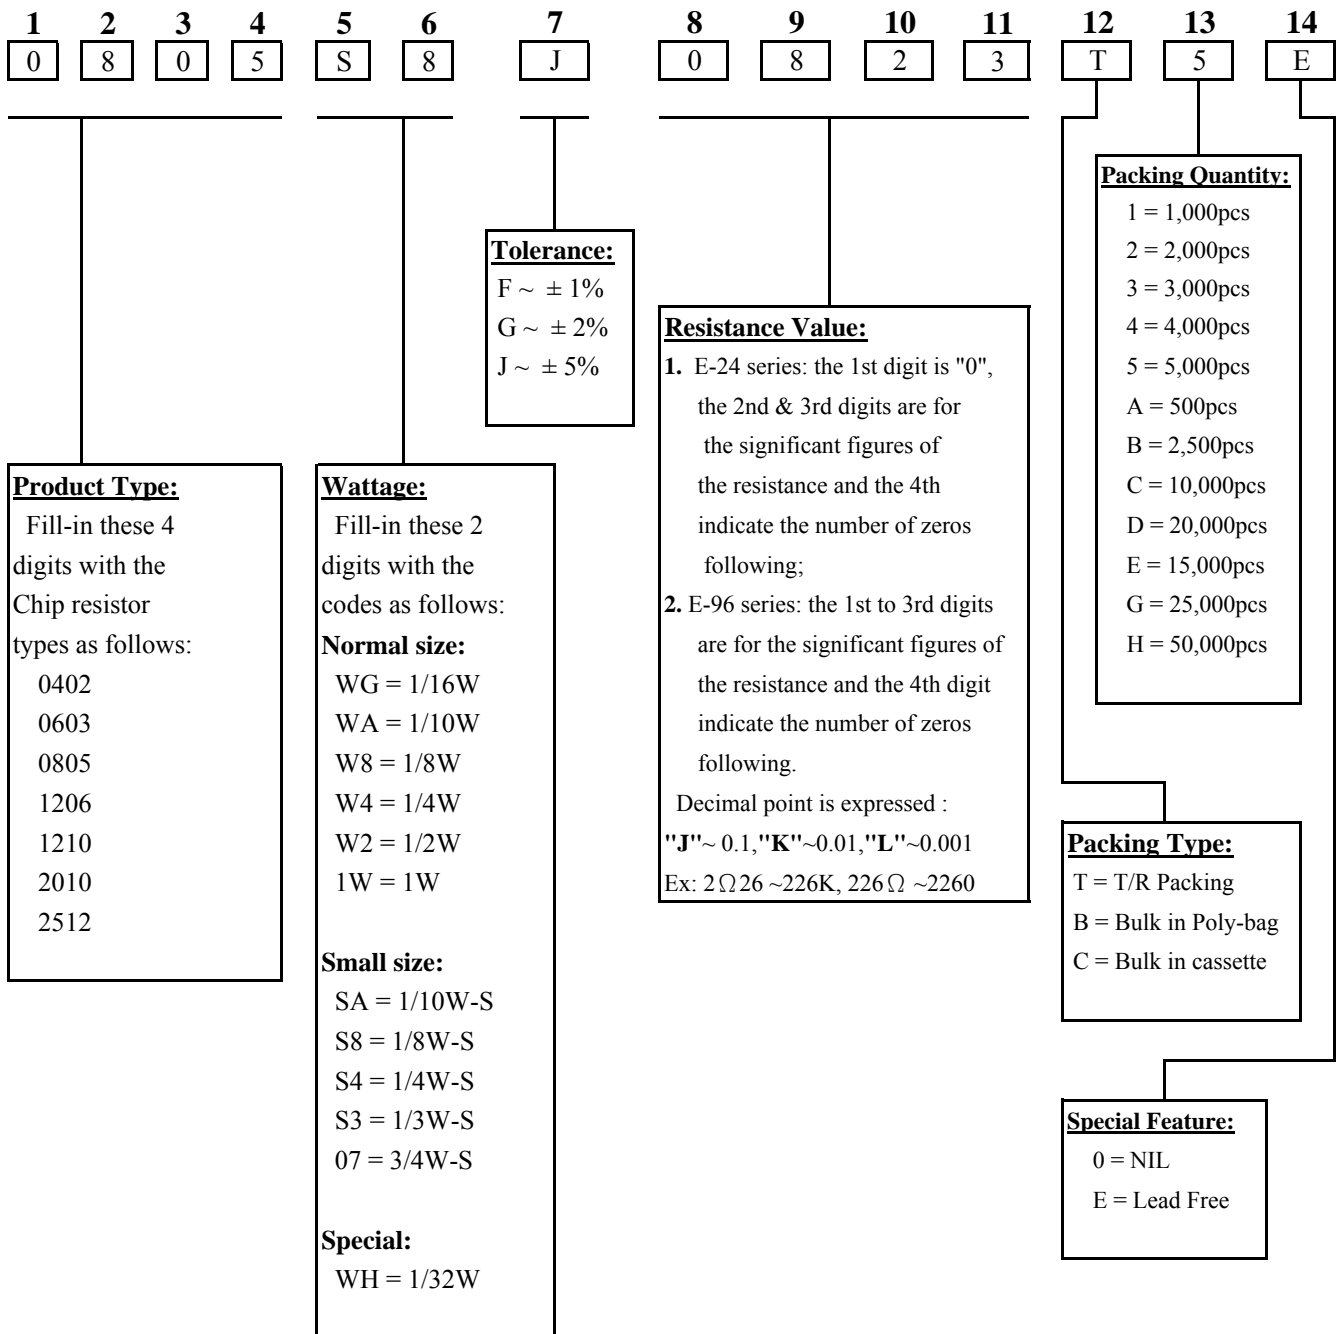 1 2 3 4 5 6 7 8 9 10 11 12 13 14
0 8 0 5 S 8 J 0 8 2 3 T 5 E
Packing Quantity:
1 = 1,000pcs
2 = 2,000pcs
3 = 3,000pcs
4 = 4,000pcs
5 = 5,000pcs
A = 500pcs
B = 2,500pcs
C = 10,000pcs
D = 20,000pcs
E = 15,000pcs
G = 25,000pcs
H = 50,000pcs
Tolerance:
F ~ ± 1%
G ~ ± 2%
J ~ ± 5%
Resistance Value:
1. E-24 series: the 1st digit is "0",
the 2nd & 3rd digits are for
the significant figures of
the resistance and the 4th
indicate the number of zeros
following;
2. E-96 series: the 1st to 3rd digits
are for the significant figures of
the resistance and the 4th digit
indicate the number of zeros
following.
Decimal point is expressed :
"J"~ 0.1,"K"~0.01,"L"~0.001
Ex: 2Ω26 ~226K, 226Ω ~2260
Product Type:
Fill-in these 4
digits with the
Chip resistor
types as follows:
0402
0603
0805
1206
1210
2010
2512
Wattage:
Fill-in these 2
digits with the
codes as follows:
Normal size:
WG = 1/16W
WA = 1/10W
W8 = 1/8W
W4 = 1/4W
W2 = 1/2W
1W = 1W
Small size:
SA = 1/10W-S
S8 = 1/8W-S
S4 = 1/4W-S
S3 = 1/3W-S
07 = 3/4W-S
Special:
WH = 1/32W
Packing Type:
T = T/R Packing
B = Bulk in Poly-bag
C = Bulk in cassette
Special Feature:
0 = NIL
E = Lead Free